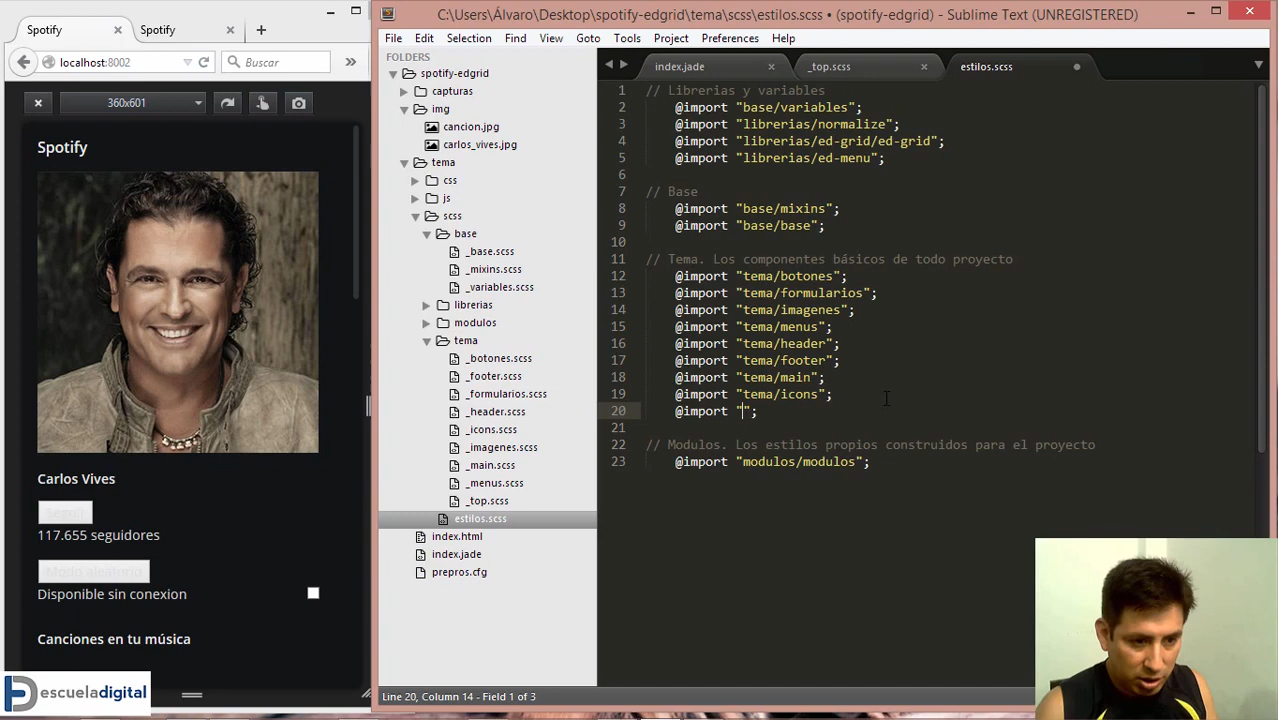 Spotify
Spotify
localhost:8002
Buscar
360x601
Spotify
Carlos Vives
117.655 seguidores
Modo aleatorio
Disponible sin conexion
Canciones en tu música
escueladigital
C:\Users\Álvaro\Desktop\spotify-edgrid\tema\scss\estilos.scss • (spotify-edgrid) - Sublime Text (UNREGISTERED)
File Edit Selection Find View Goto Tools Project Preferences Help
FOLDERS
spotify-edgrid
capturas
img
cancion.jpg
carlos_vives.jpg
tema
css
js
scss
base
_base.scss
_mixins.scss
_variables.scss
librerias
modulos
tema
_botones.scss
_footer.scss
_formularios.scss
_header.scss
_icons.scss
_imagenes.scss
_main.scss
_menus.scss
_top.scss
estilos.scss
index.html
index.jade
prepros.cfg
index.jade
_top.scss
estilos.scss
1 // Librerias y variables
2 @import "base/variables";
3 @import "librerias/normalize";
4 @import "librerias/ed-grid/ed-grid";
5 @import "librerias/ed-menu";
6
7 // Base
8 @import "base/mixins";
9 @import "base/base";
10
11 // Tema. Los componentes básicos de todo proyecto
12 @import "tema/botones";
13 @import "tema/formularios";
14 @import "tema/imagenes";
15 @import "tema/menus";
16 @import "tema/header";
17 @import "tema/footer";
18 @import "tema/main";
19 @import "tema/icons";
20 @import "";
21
22 // Modulos. Los estilos propios construidos para el proyecto
23 @import "modulos/modulos";
Line 20, Column 14 - Field 1 of 3